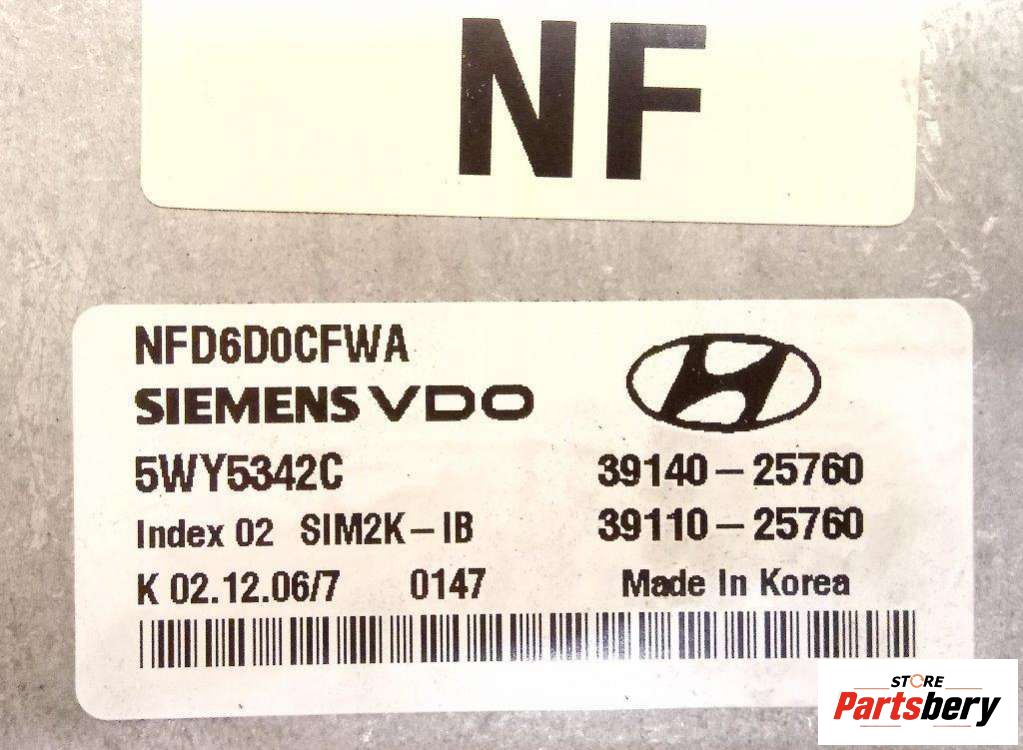 NF
NFD6D0CFWA
SIEMENS VDO
5WY5342C 39140-25760
Index 02 SIM2K-IB 39110-25760
K 02.12.06/7 0147 Made In Korea
STORE
Partsbery